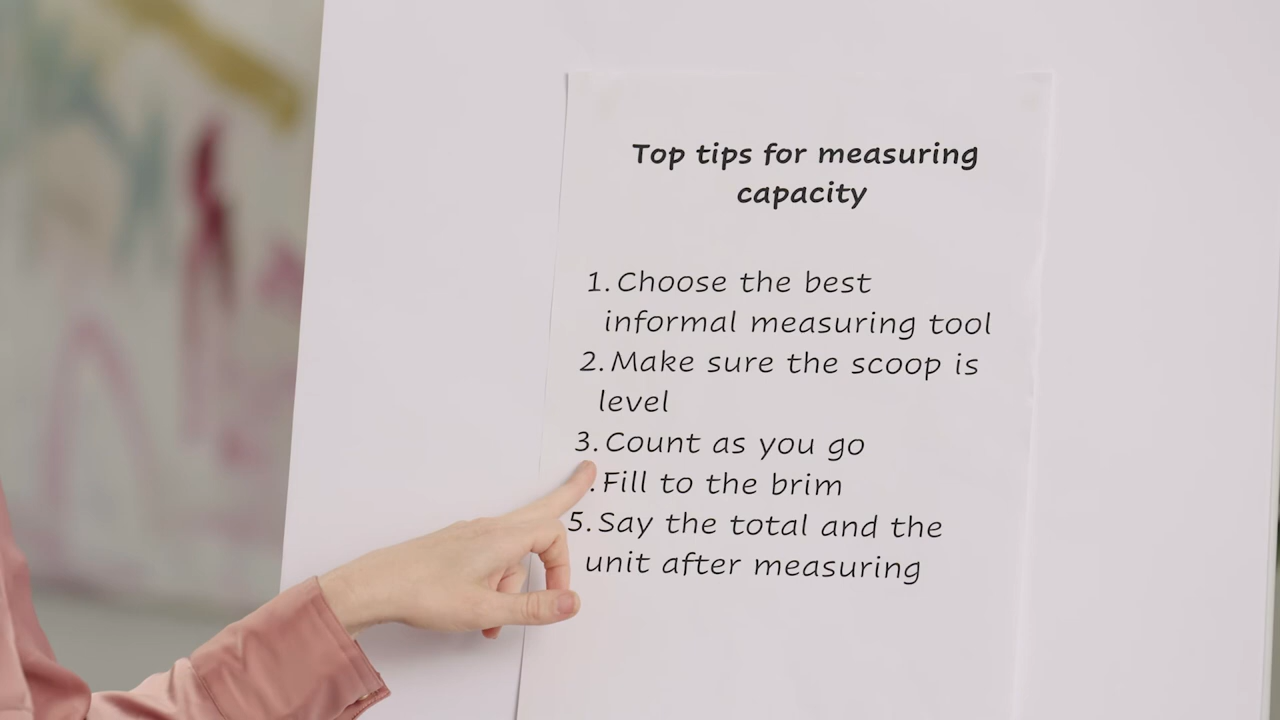 Top tips for measuring
capacity
1. Choose the best
informal measuring tool
2. Make sure the scoop is
level
3. Count as you go
. Fill to the brim
5. Say the total and the
unit after measuring